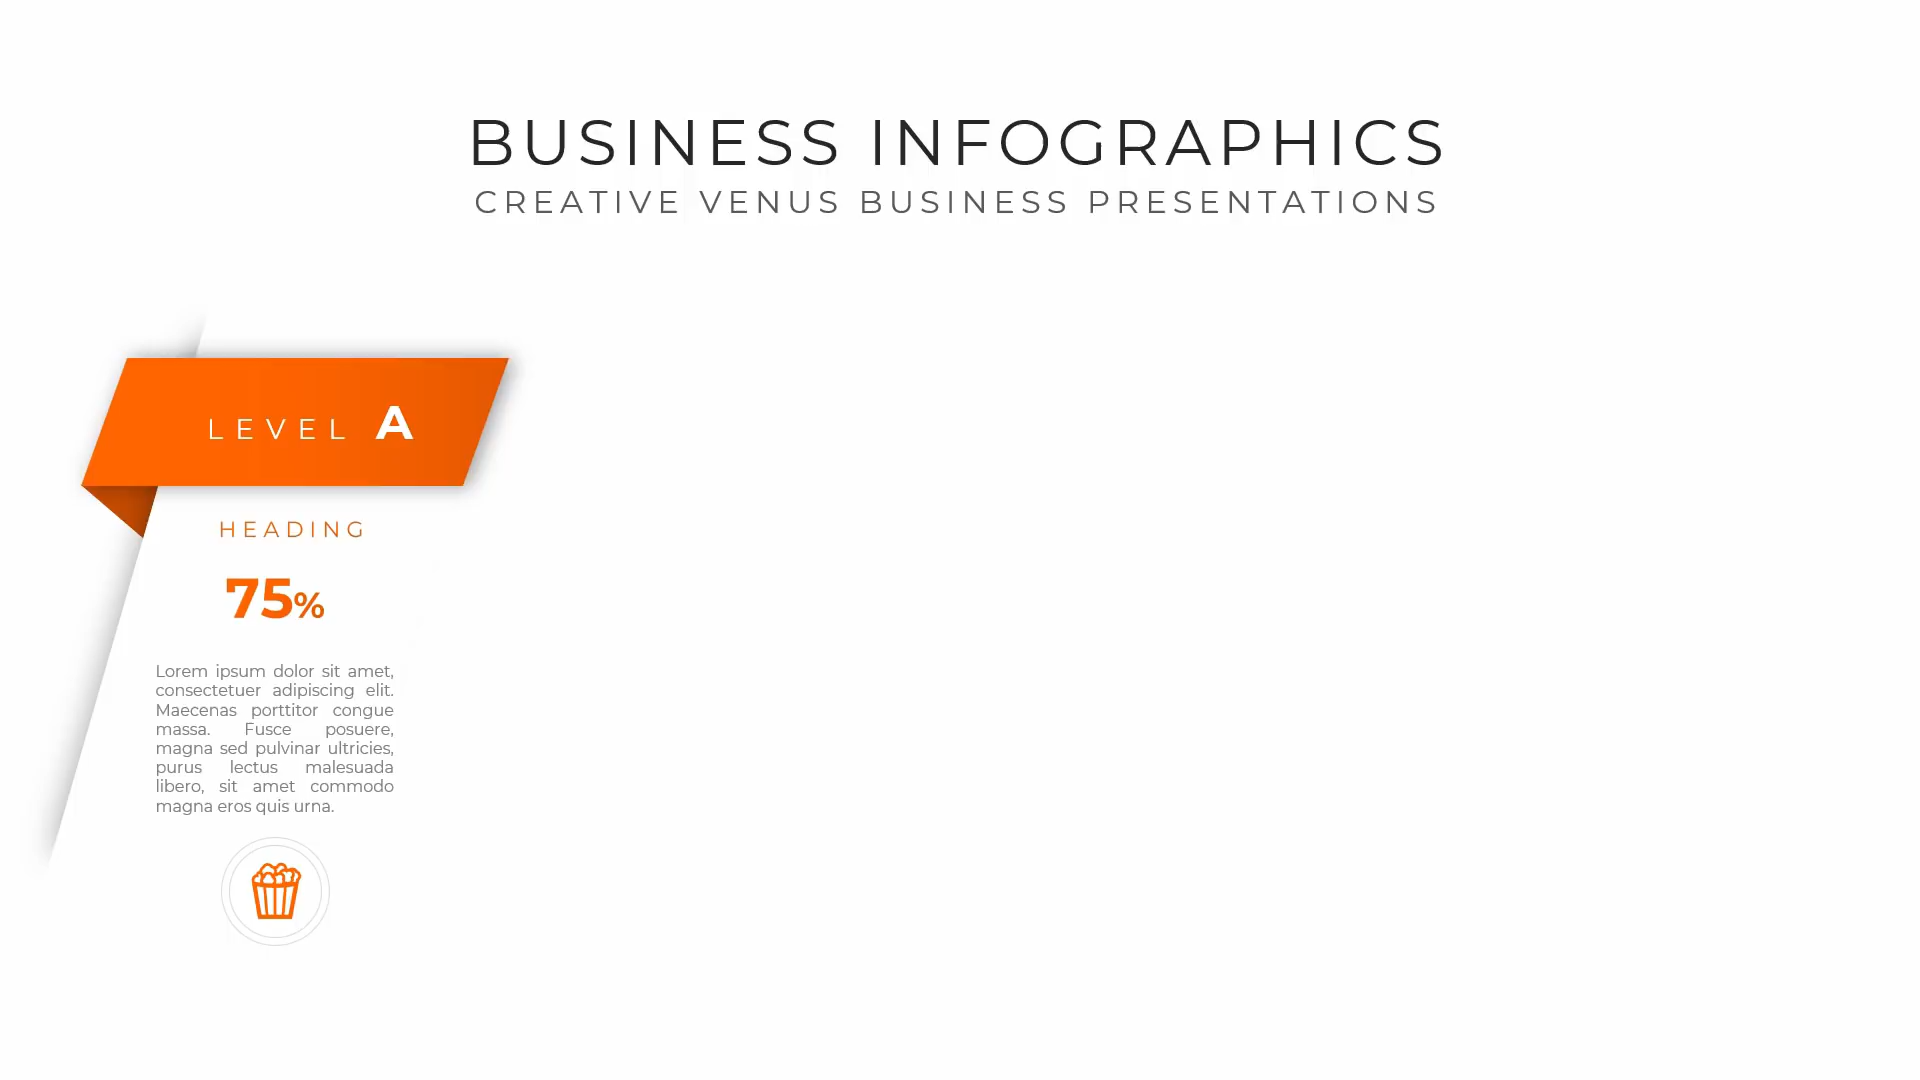 BUSINESS INFOGRAPHICS
CREATIVE VENUS BUSINESS PRESENTATIONS
LEVEL A
HEADING
75%
Lorem ipsum dolor sit amet,
consectetuer adipiscing elit.
Maecenas porttitor congue
massa. Fusce posuere,
magna sed pulvinar ultricies,
purus lectus malesuada
libero, sit amet commodo
magna eros quis urna.